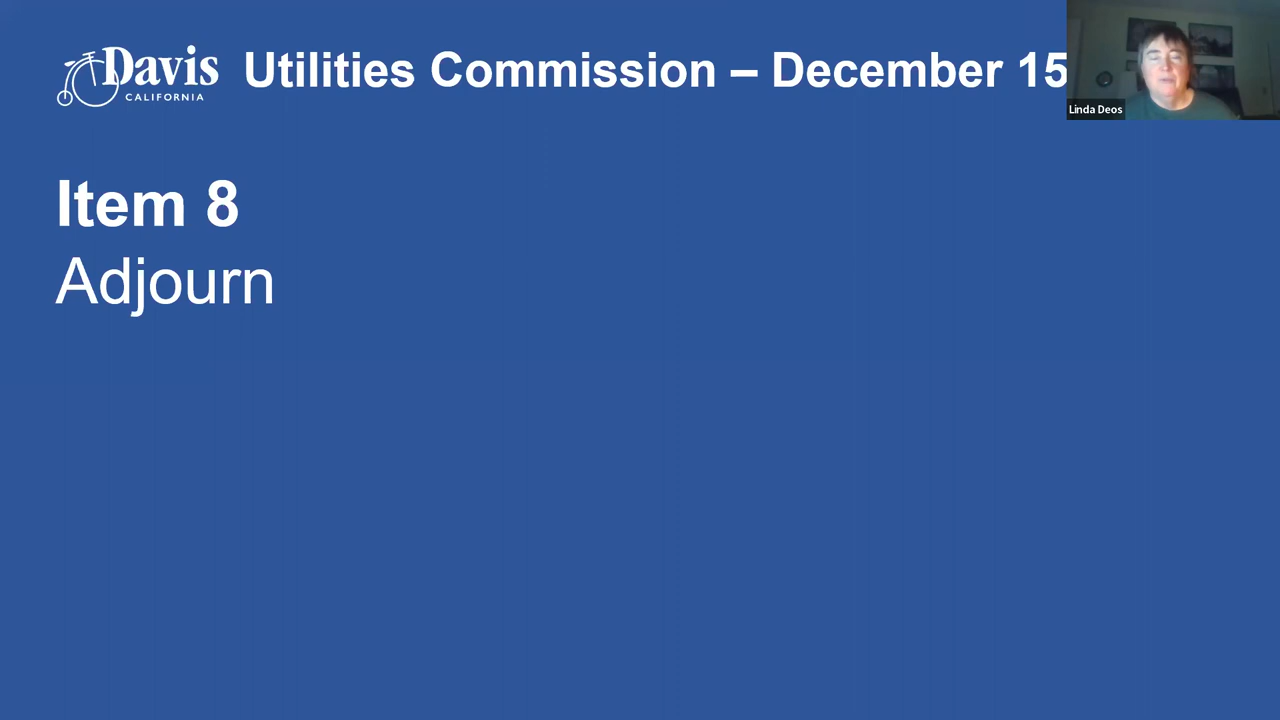 Davis
CALIFORNIA
Utilities Commission – December 15
Linda Deos
Item 8
Adjourn